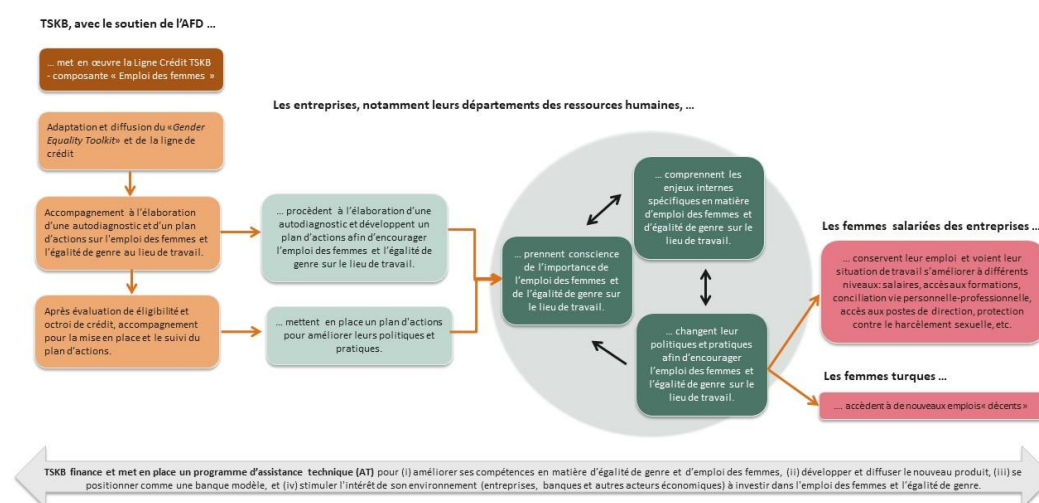 TSKB, avec le soutien de l'AFD ...
... met en œuvre la Ligne Crédit TSKB
- composante « Emploi des femmes »
Adaptation et diffusion du «Gender
Equality Toolkit» et de la ligne de
crédit
Accompagnement à l'élaboration
d'une autodiagnostic et d'un plan
d'actions sur l'emploi des femmes et
l'égalité de genre au lieu de travail.
Après évaluation de éligibilité et
octroi de crédit, accompagnement
pour la mise en place et le suivi du
plan d'actions.
Les entreprises, notamment leurs départements des ressources humaines, ...
... procèdent à l'élaboration d'une
autodiagnostic et développent un
plan d'actions afin d'encourager
l'emploi des femmes et l'égalité de
genre sur le lieu de travail.
... mettent en place un plan d'actions
pour améliorer leurs politiques et
pratiques.
... prennent conscience
de l'importance de
l'emploi des femmes et
de l'égalité de genre sur
le lieu de travail.
... comprennent les
enjeux internes
spécifiques en matière
d'emploi des femmes et
d'égalité de genre sur le
lieu de travail.
... changent leur
politiques et pratiques
afin d'encourager
l'emploi des femmes et
l'égalité de genre sur le
lieu de travail.
Les femmes salariées des entreprises ...
... conservent leur emploi et voient leur
situation de travail s'améliorer à différents
niveaux: salaires, accès aux formations,
conciliation vie personnelle-professionnelle,
accès aux postes de direction, protection
contre le harcèlement sexuelle, etc.
Les femmes turques ...
.... accèdent à de nouveaux emplois « décents »
TSKB finance et met en place un programme d'assistance technique (AT) pour (i) améliorer ses compétences en matière d'égalité de genre et d'emploi des femmes, (ii) développer et diffuser le nouveau produit, (iii) se
positionner comme une banque modèle, et (iv) stimuler l'intérêt de son environnement (entreprises, banques et autres acteurs économiques) à investir dans l'emploi des femmes et l'égalité de genre.